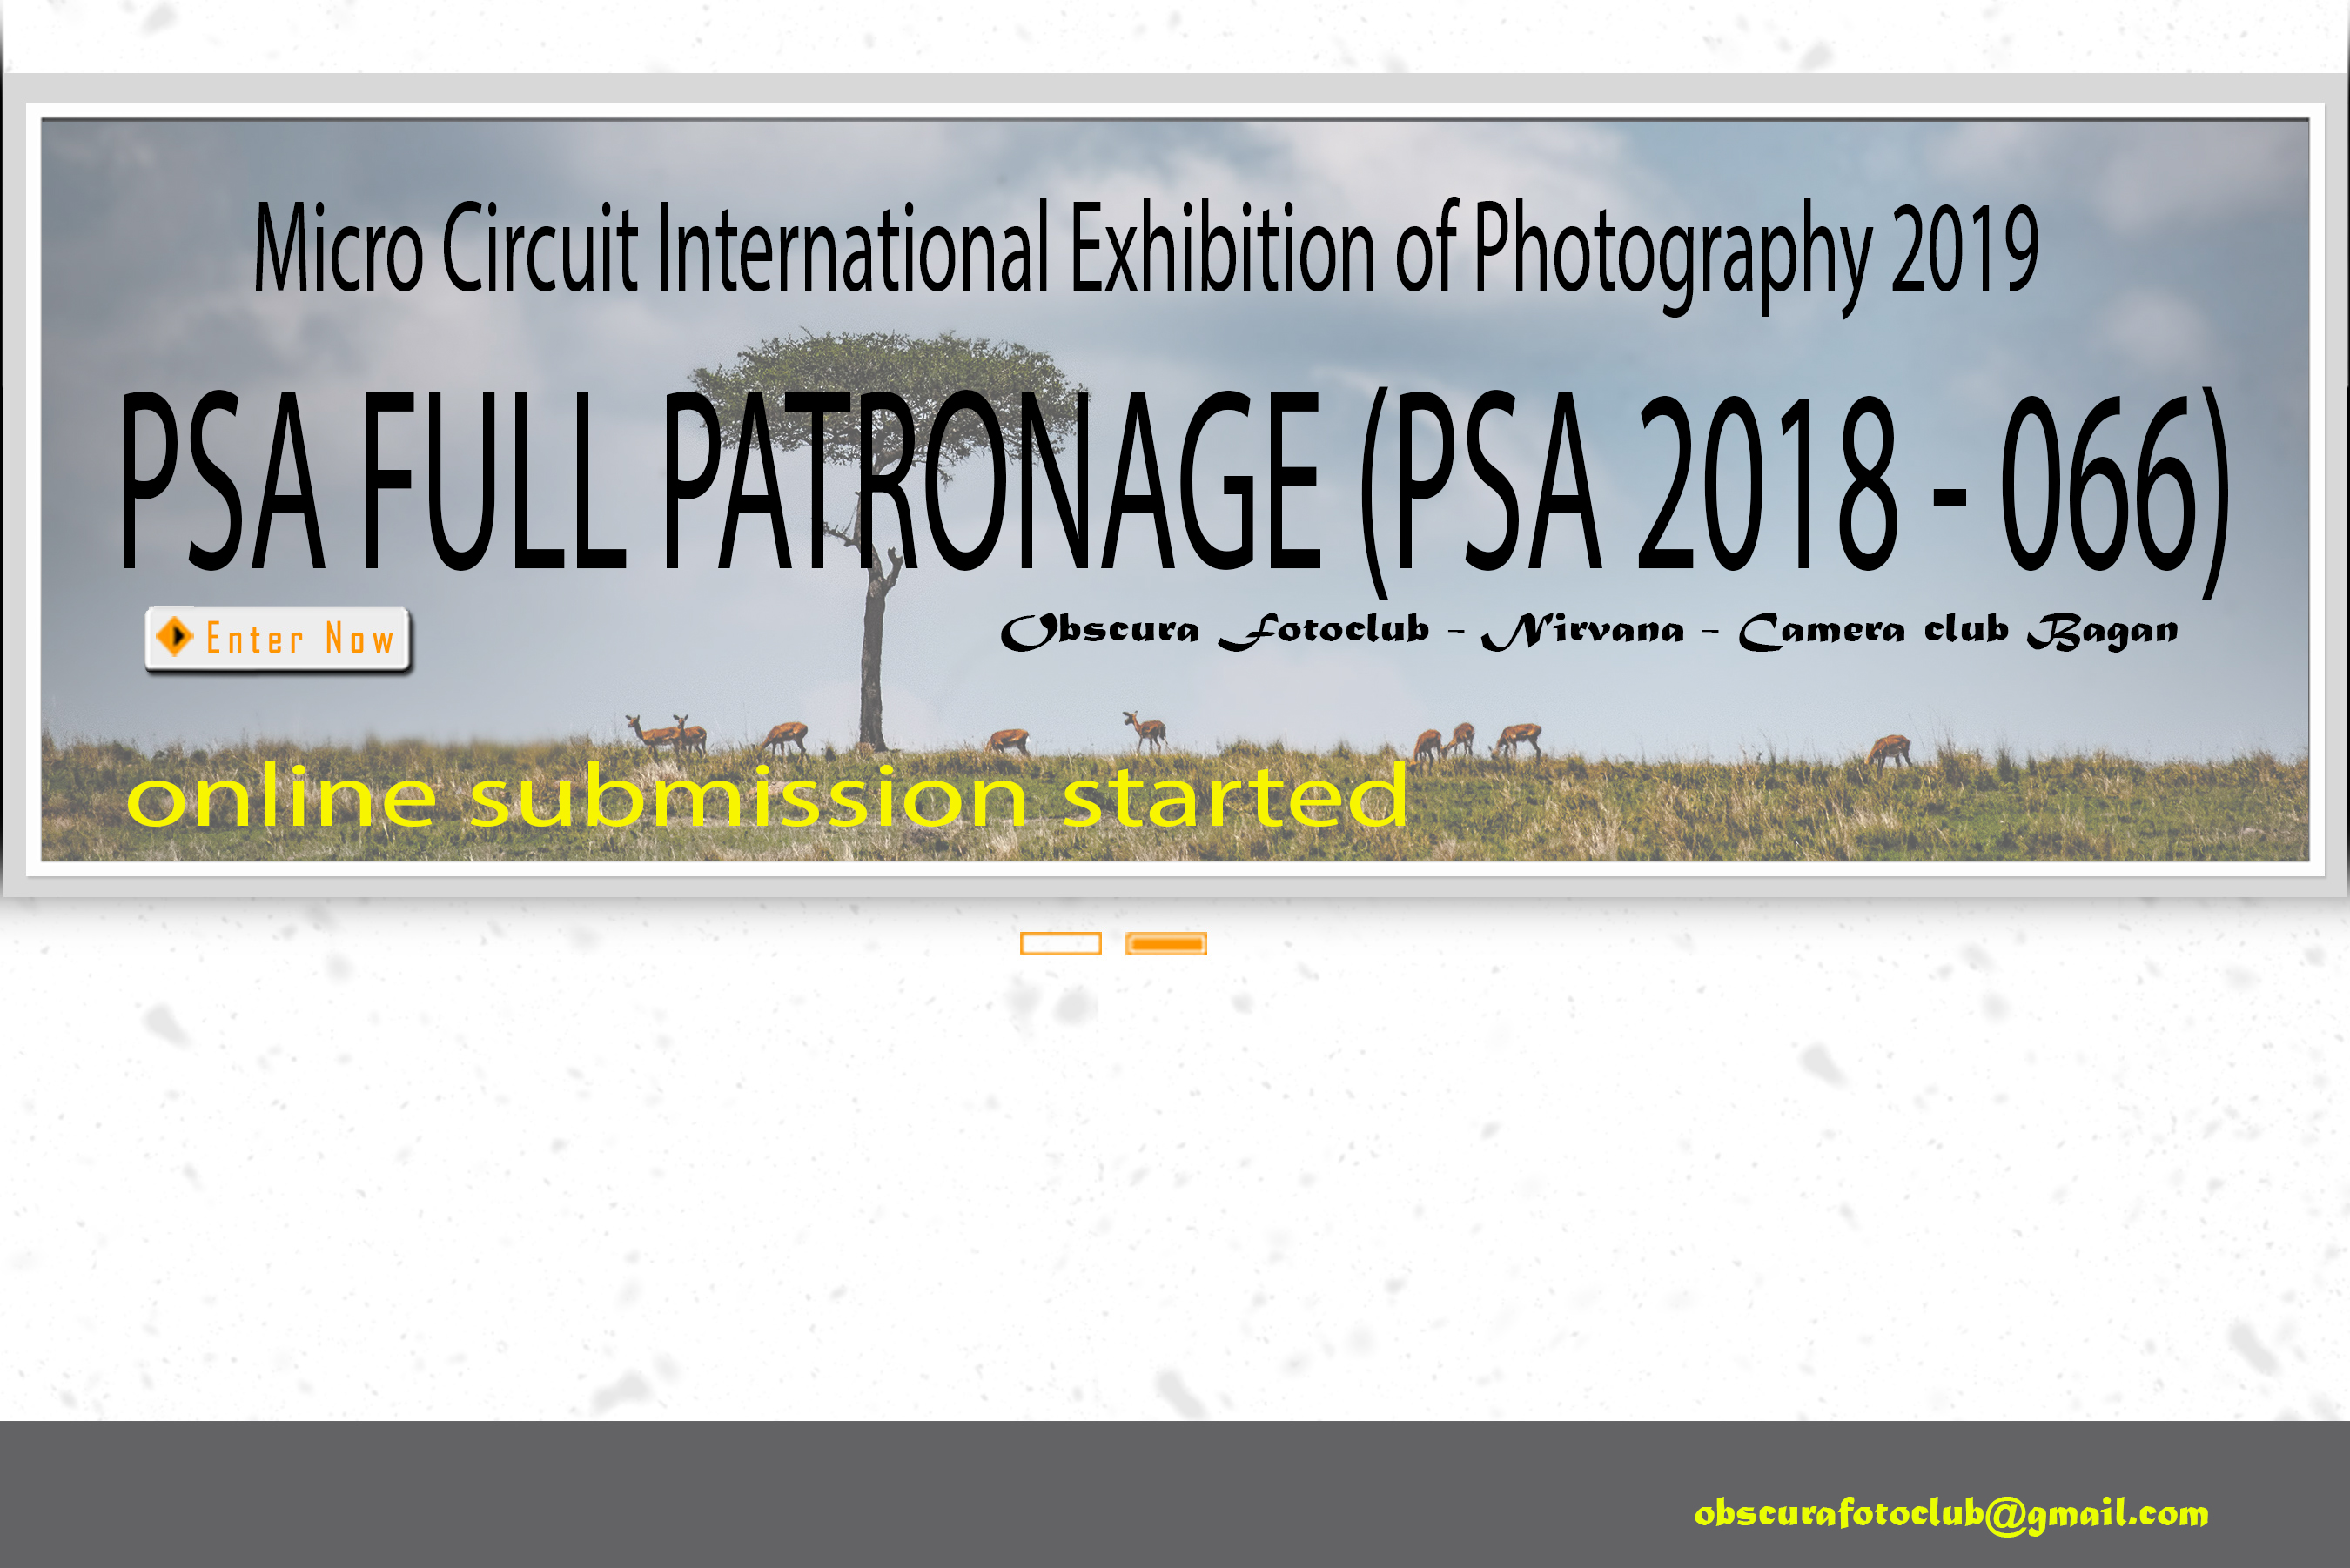 Micro Circuit International Exhibition of Photography 2019
PSA FULL PATRONAGE (PSA 2018 - 066)
Enter Now
Obscura Fotoclub - Nirvana - Camera club Bagan
online submission started
obscurafotoclub@gmail.com